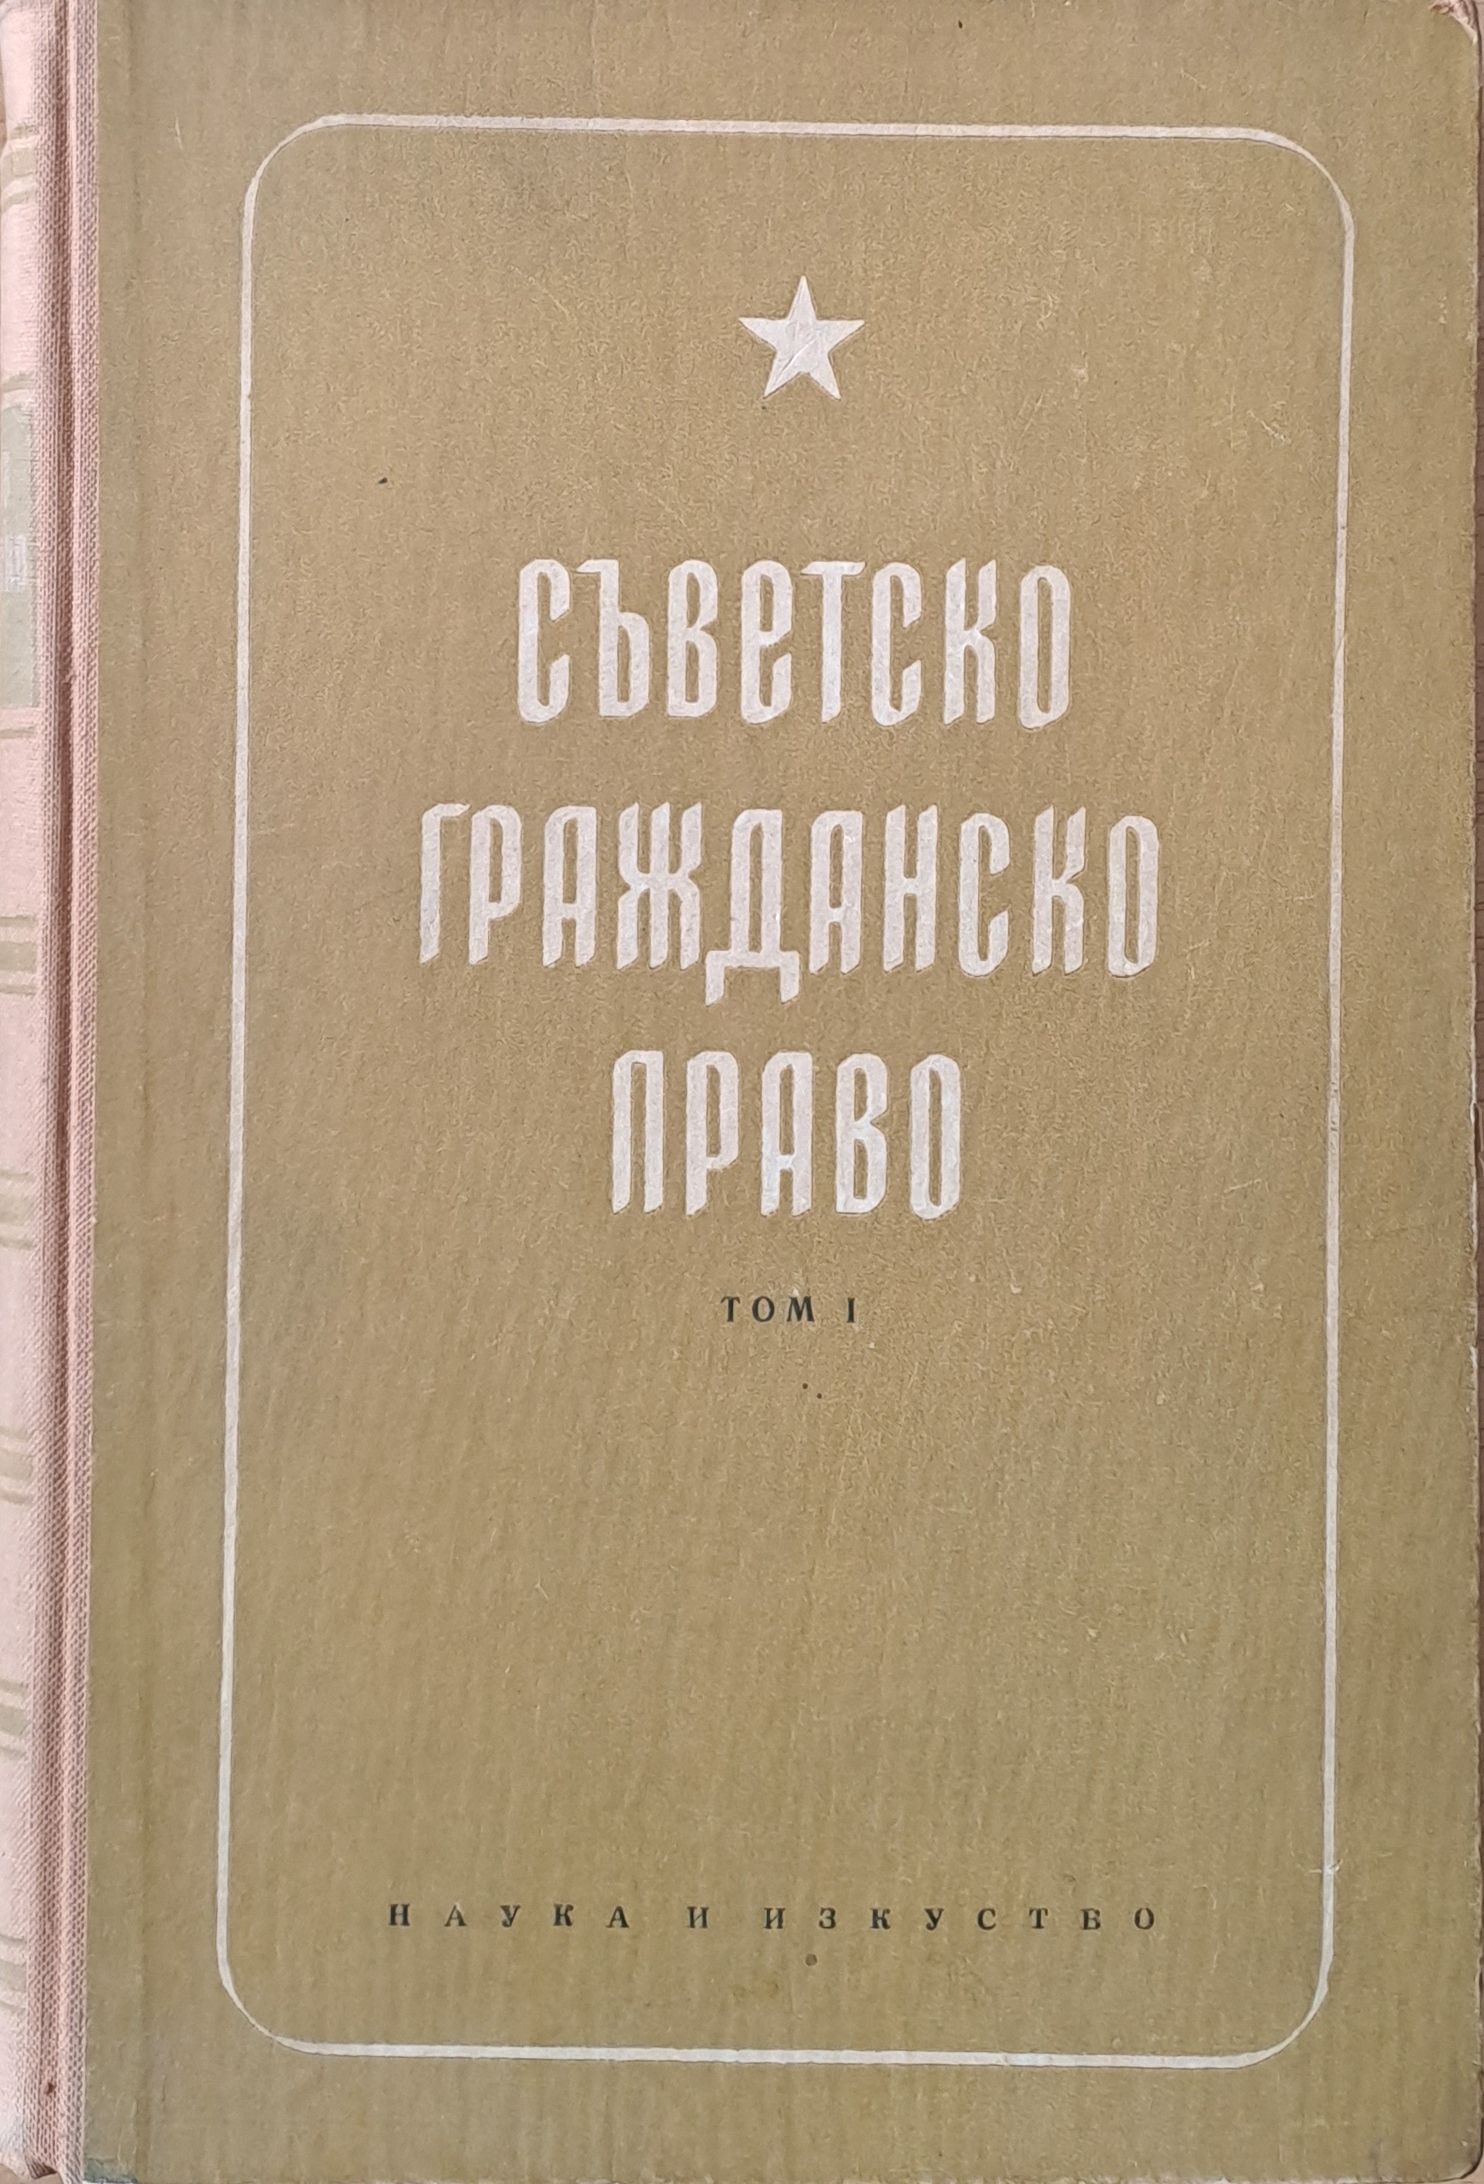 СЪВЕТСКО
ГРАЖДАНСКО
ПРАВО
ТОМ I
НАУКА И ИЗКУСТВО